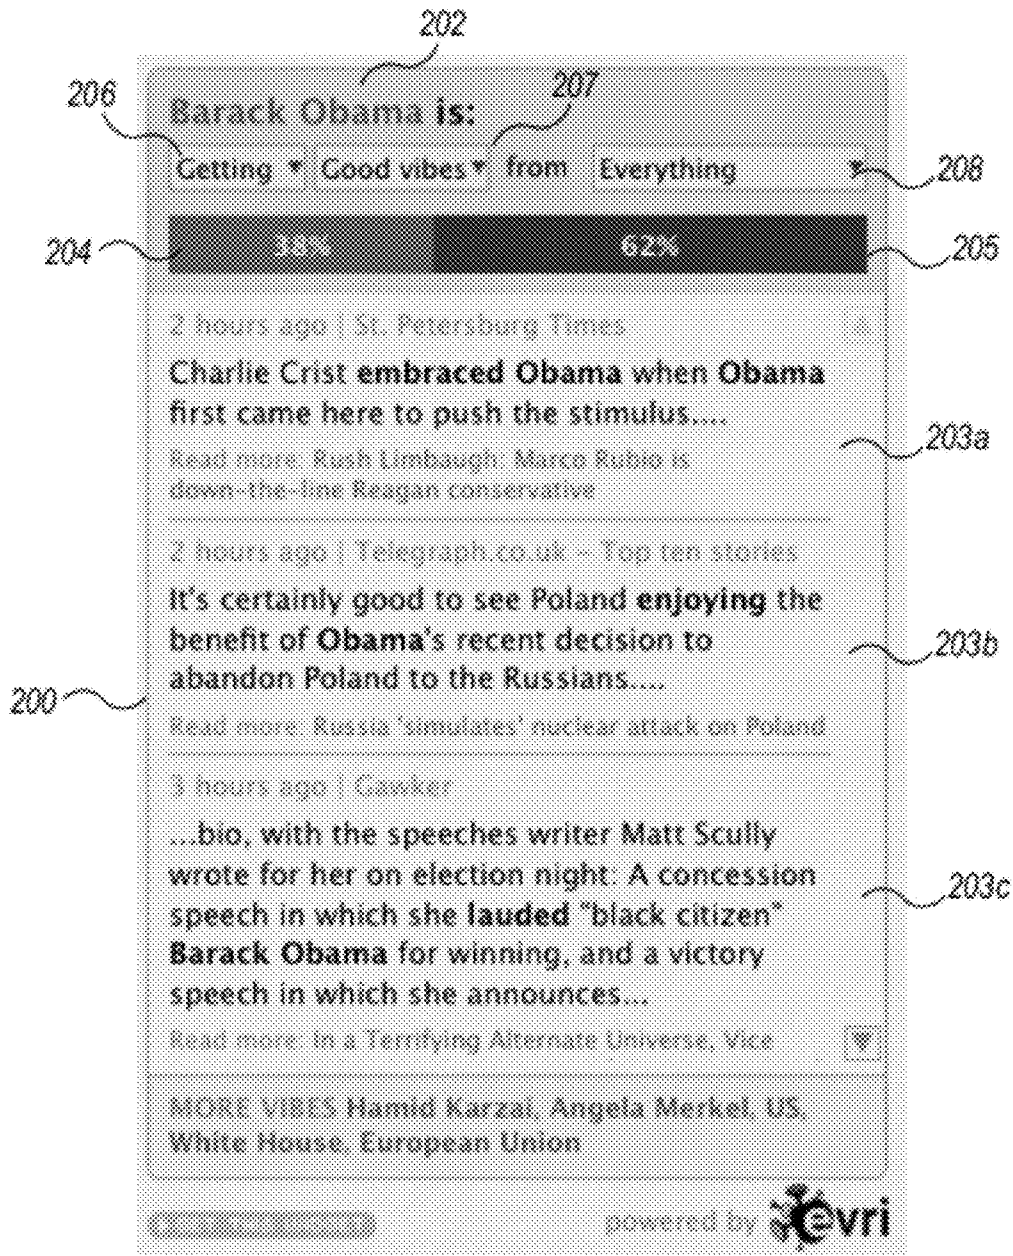 202
206
207
Barack Obama is:
Getting Good vibes from Everything
208
204
38% 62%
205
2 hours ago | St. Petersburg Times
Charlie Crist embraced Obama when Obama
first came here to push the stimulus....
203a
Read more: Rush Limbaugh: Marco Rubio is
down-the-line Reagan conservative
2 hours ago | Telegraph.co.uk - Top ten stories
It's certainly good to see Poland enjoying the
benefit of Obama's recent decision to
203b
abandon Poland to the Russians....
200
Read more: Russia 'simulates' nuclear attack on Poland
3 hours ago | Gawker
...bio, with the speeches writer Matt Scully
wrote for her on election night: A concession
203c
speech in which she lauded "black citizen"
Barack Obama for winning, and a victory
speech in which she announces...
Read more: In a Terrifying Alternate Universe, Vice
MORE VIBES Hamid Karzai, Angela Merkel, US,
White House, European Union
powered by evri